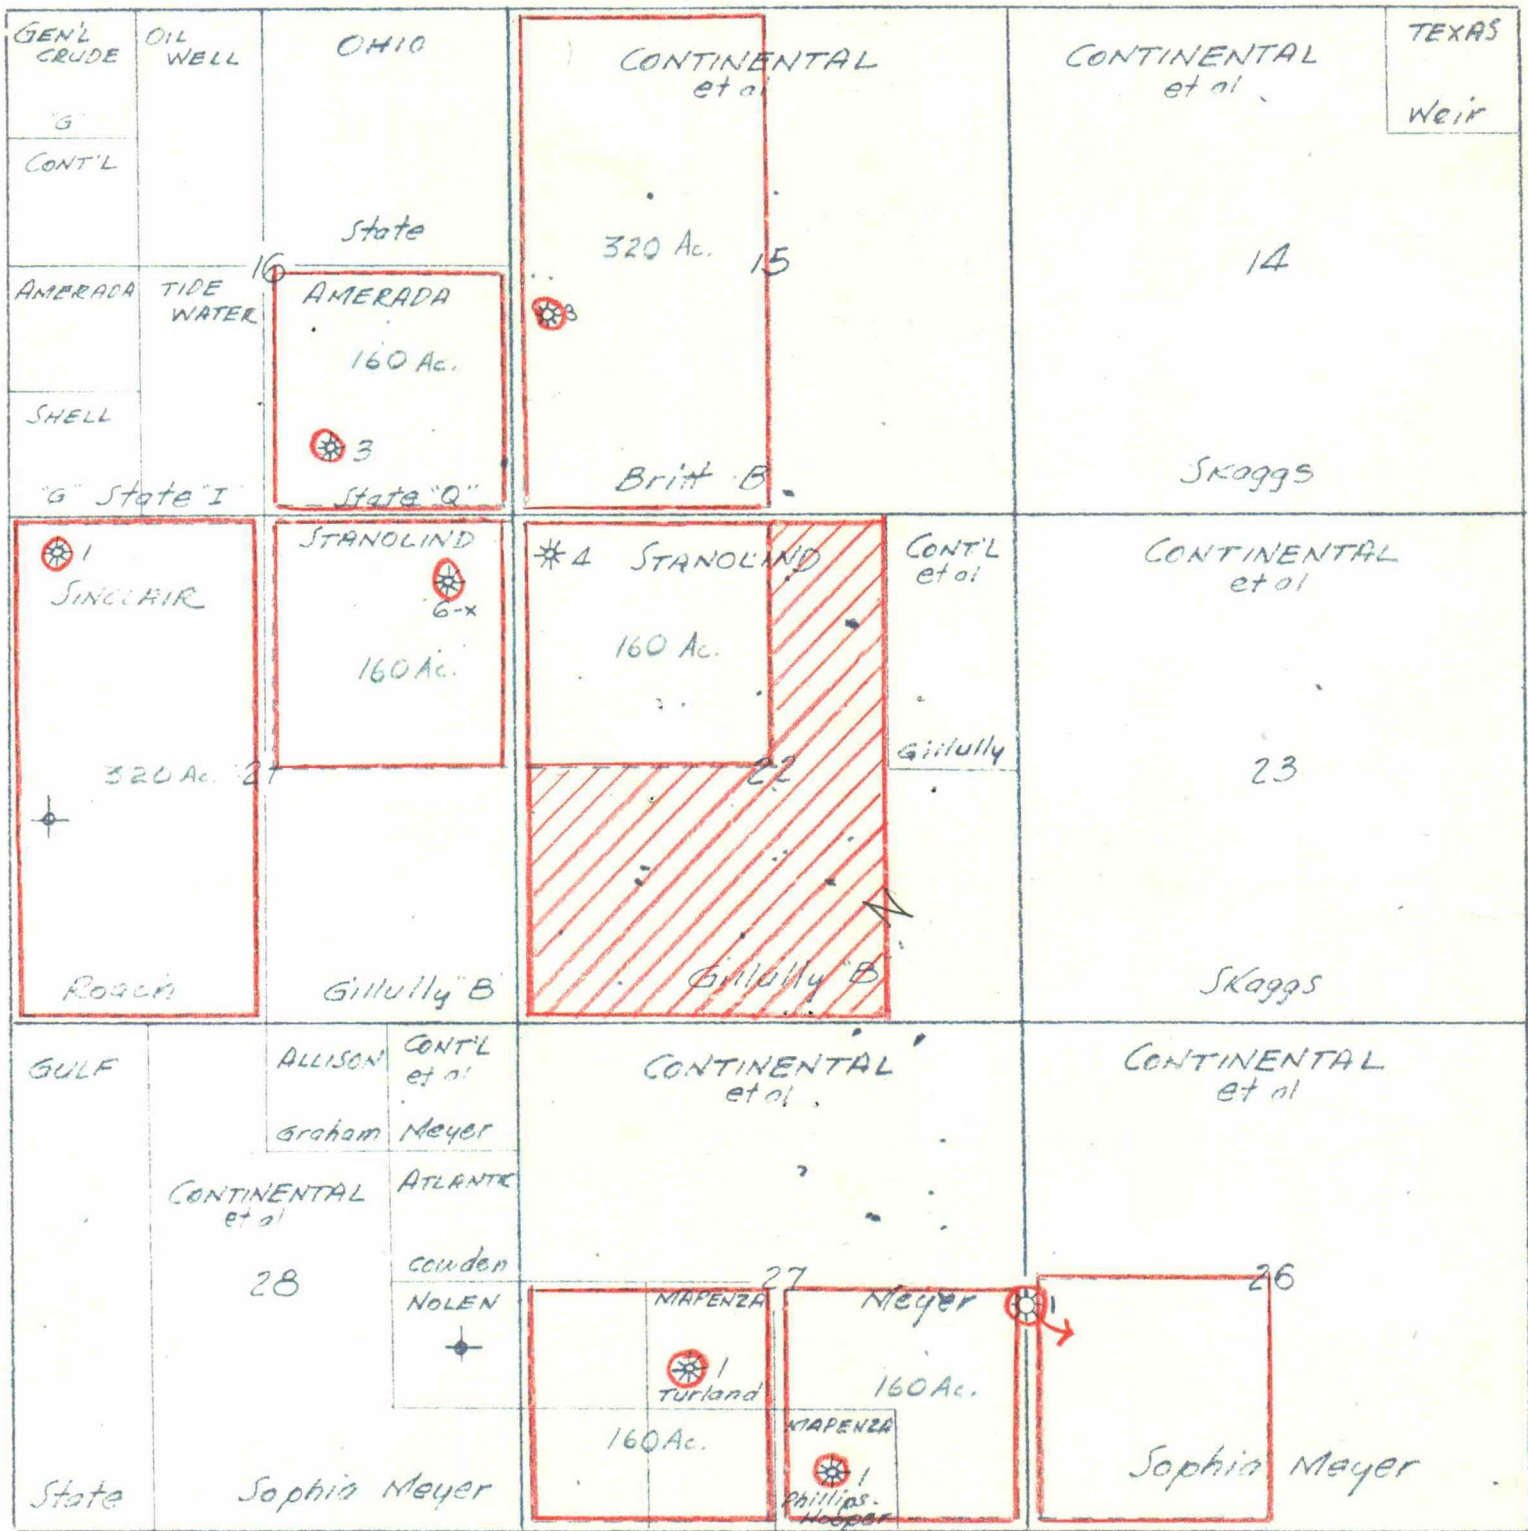 GEN'L
CRUDE
"G"
OIL
WELL
OHIO
State
CONT'L
AMERADA
TIDE
WATER
SHELL
"G" State "I"
16
AMERADA
160 Ac.
3
State "Q"
CONTINENTAL
et al
320 Ac.
15
3
Britt B
CONTINENTAL
et al
TEXAS
Weir
14
Skaggs
1
SINCLAIR
320 Ac.
21
Roach
STANOLIND
6-x
160 Ac.
Gillully "B"
4 STANOLIND
160 Ac.
22
N
Gillully "B"
CONT'L
et al
Gillully
CONTINENTAL
et al
23
Skaggs
GULF
State
ALLISON
Graham
CONT'L
et al
Meyer
CONTINENTAL
et al
28
Sophia Meyer
ATLANTIC
Cowden
NOLEN
CONTINENTAL
et al
27
Meyer
MAPENZA
1
Turland
160 Ac.
160 Ac.
MAPENZA
1
Phillips-
Hooper
CONTINENTAL
et al
26
1
Sophia Meyer